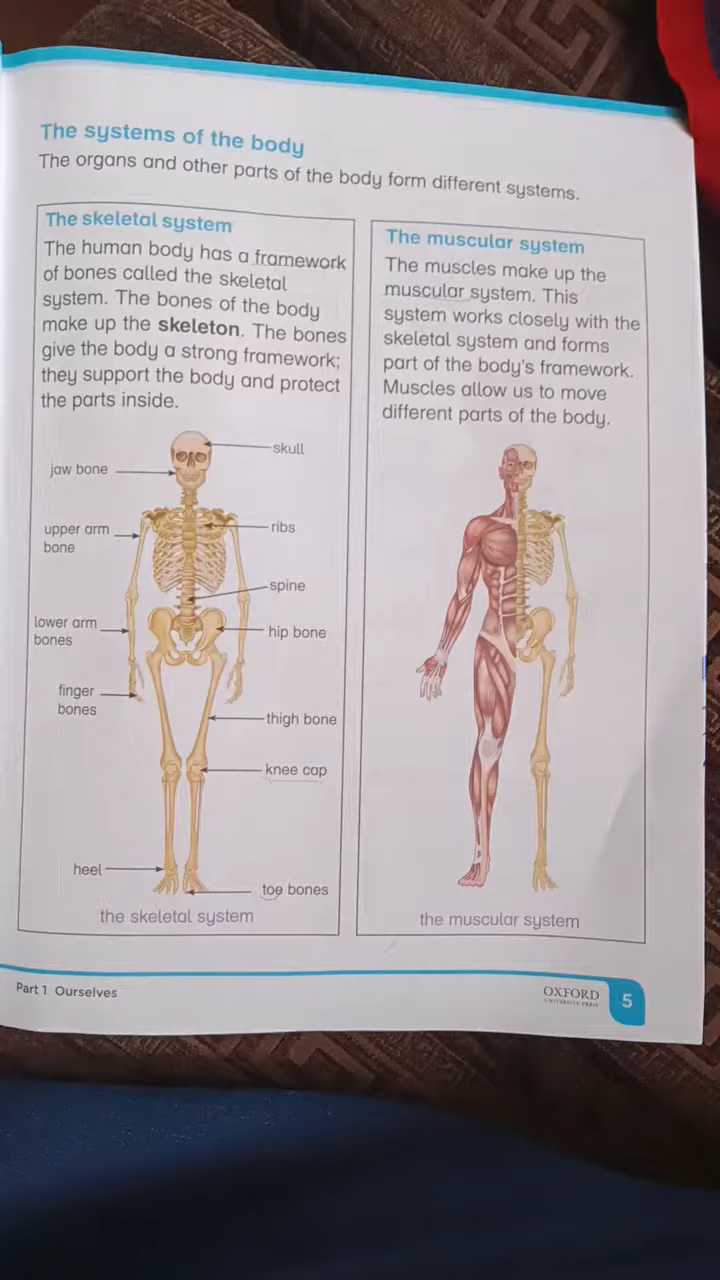 The systems of the body
The organs and other parts of the body form different systems.
The skeletal system
The human body has a framework
of bones called the skeletal
system. The bones of the body
make up the skeleton. The bones
give the body a strong framework;
they support the body and protect
the parts inside.
skull
jaw bone
upper arm
bone
ribs
spine
lower arm
bones
hip bone
finger
bones
thigh bone
knee cap
heel
toe bones
the skeletal system
The muscular system
The muscles make up the
muscular system. This
system works closely with the
skeletal system and forms
part of the body's framework.
Muscles allow us to move
different parts of the body.
the muscular system
Part 1 Ourselves
OXFORD
UNIVERSITY PRESS
5